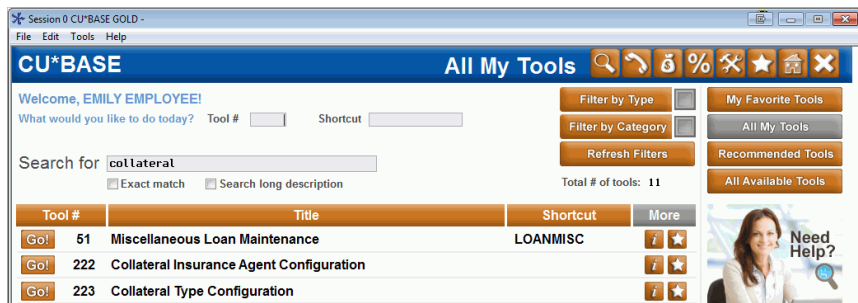 Session 0 CU*BASE GOLD -
File Edit Tools Help
CU*BASE
All My Tools
Welcome, EMILY EMPLOYEE!
What would you like to do today? Tool # Shortcut
Search for collateral
Exact match Search long description
Filter by Type
Filter by Category
Refresh Filters
Total # of tools: 11
My Favorite Tools
All My Tools
Recommended Tools
All Available Tools
Tool # Title Shortcut More
Go! 51 Miscellaneous Loan Maintenance LOANMISC i
Go! 222 Collateral Insurance Agent Configuration i
Go! 223 Collateral Type Configuration i
Need
Help?